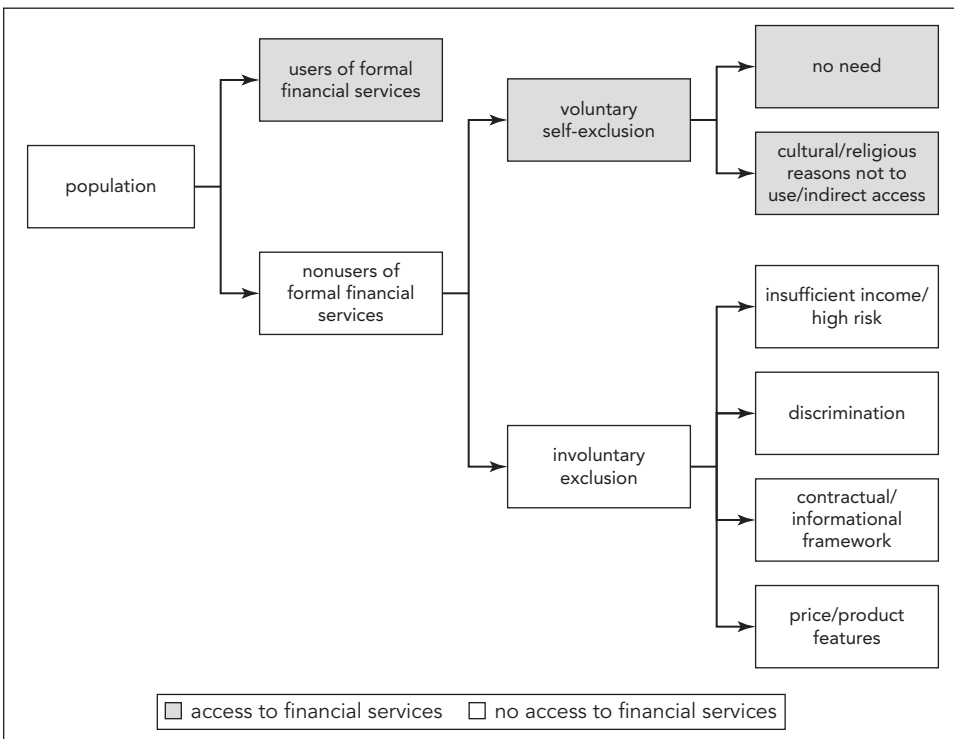 population
users of formal
financial services
nonusers of
formal financial
services
voluntary
self-exclusion
involuntary
exclusion
no need
cultural/religious
reasons not to
use/indirect access
insufficient income/
high risk
discrimination
contractual/
informational
framework
price/product
features
access to financial services
no access to financial services